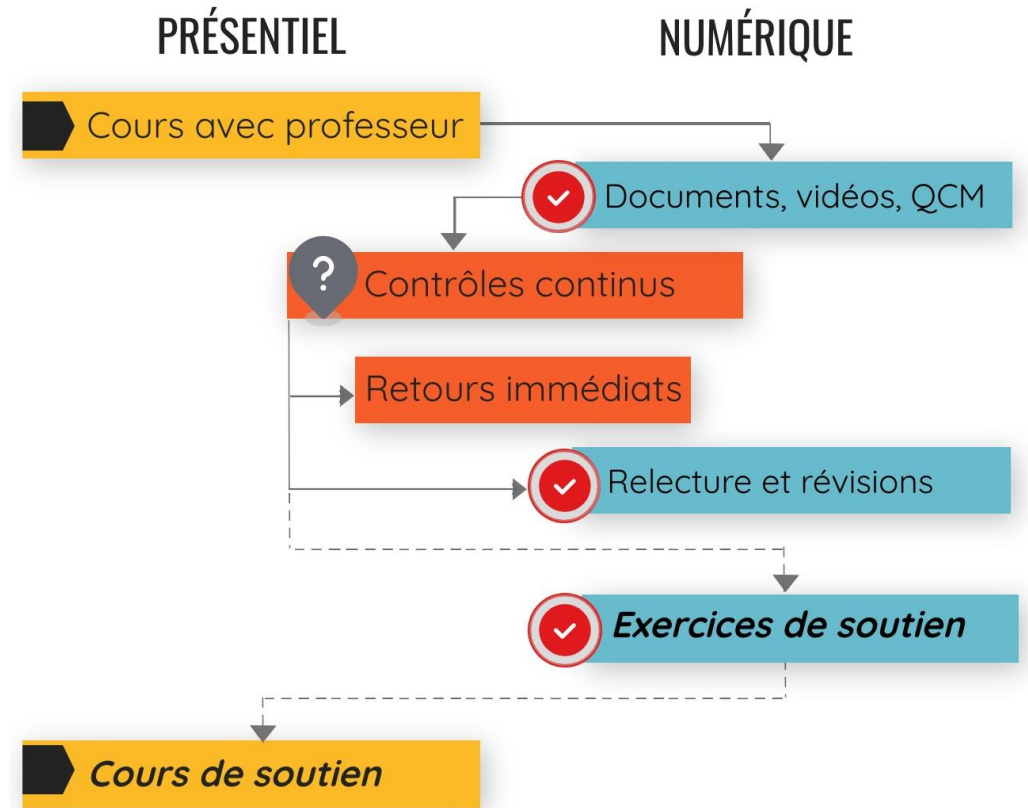 PRÉSENTIEL
NUMÉRIQUE
Cours avec professeur
Documents, vidéos, QCM
?
Contrôles continus
Retours immédiats
Relecture et révisions
Exercices de soutien
Cours de soutien